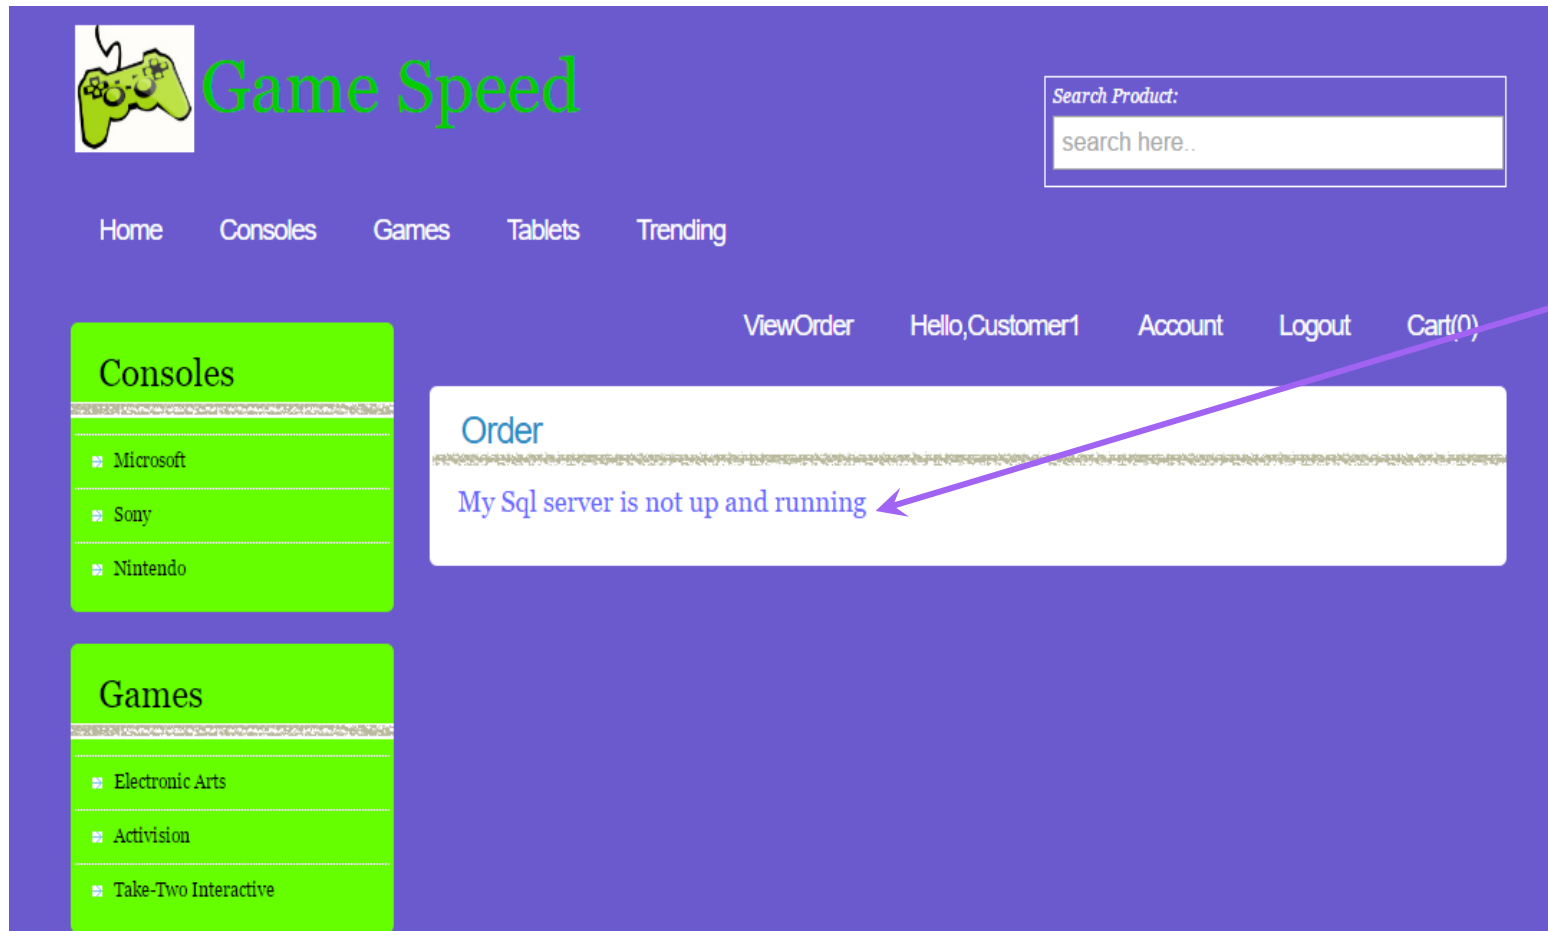 Game Speed
Search Product:
search here..
Home Consoles Games Tablets Trending
ViewOrder Hello,Customer1 Account Logout Cart(0)
Consoles
Microsoft
Sony
Nintendo
Order
My Sql server is not up and running
Games
Electronic Arts
Activision
Take-Two Interactive